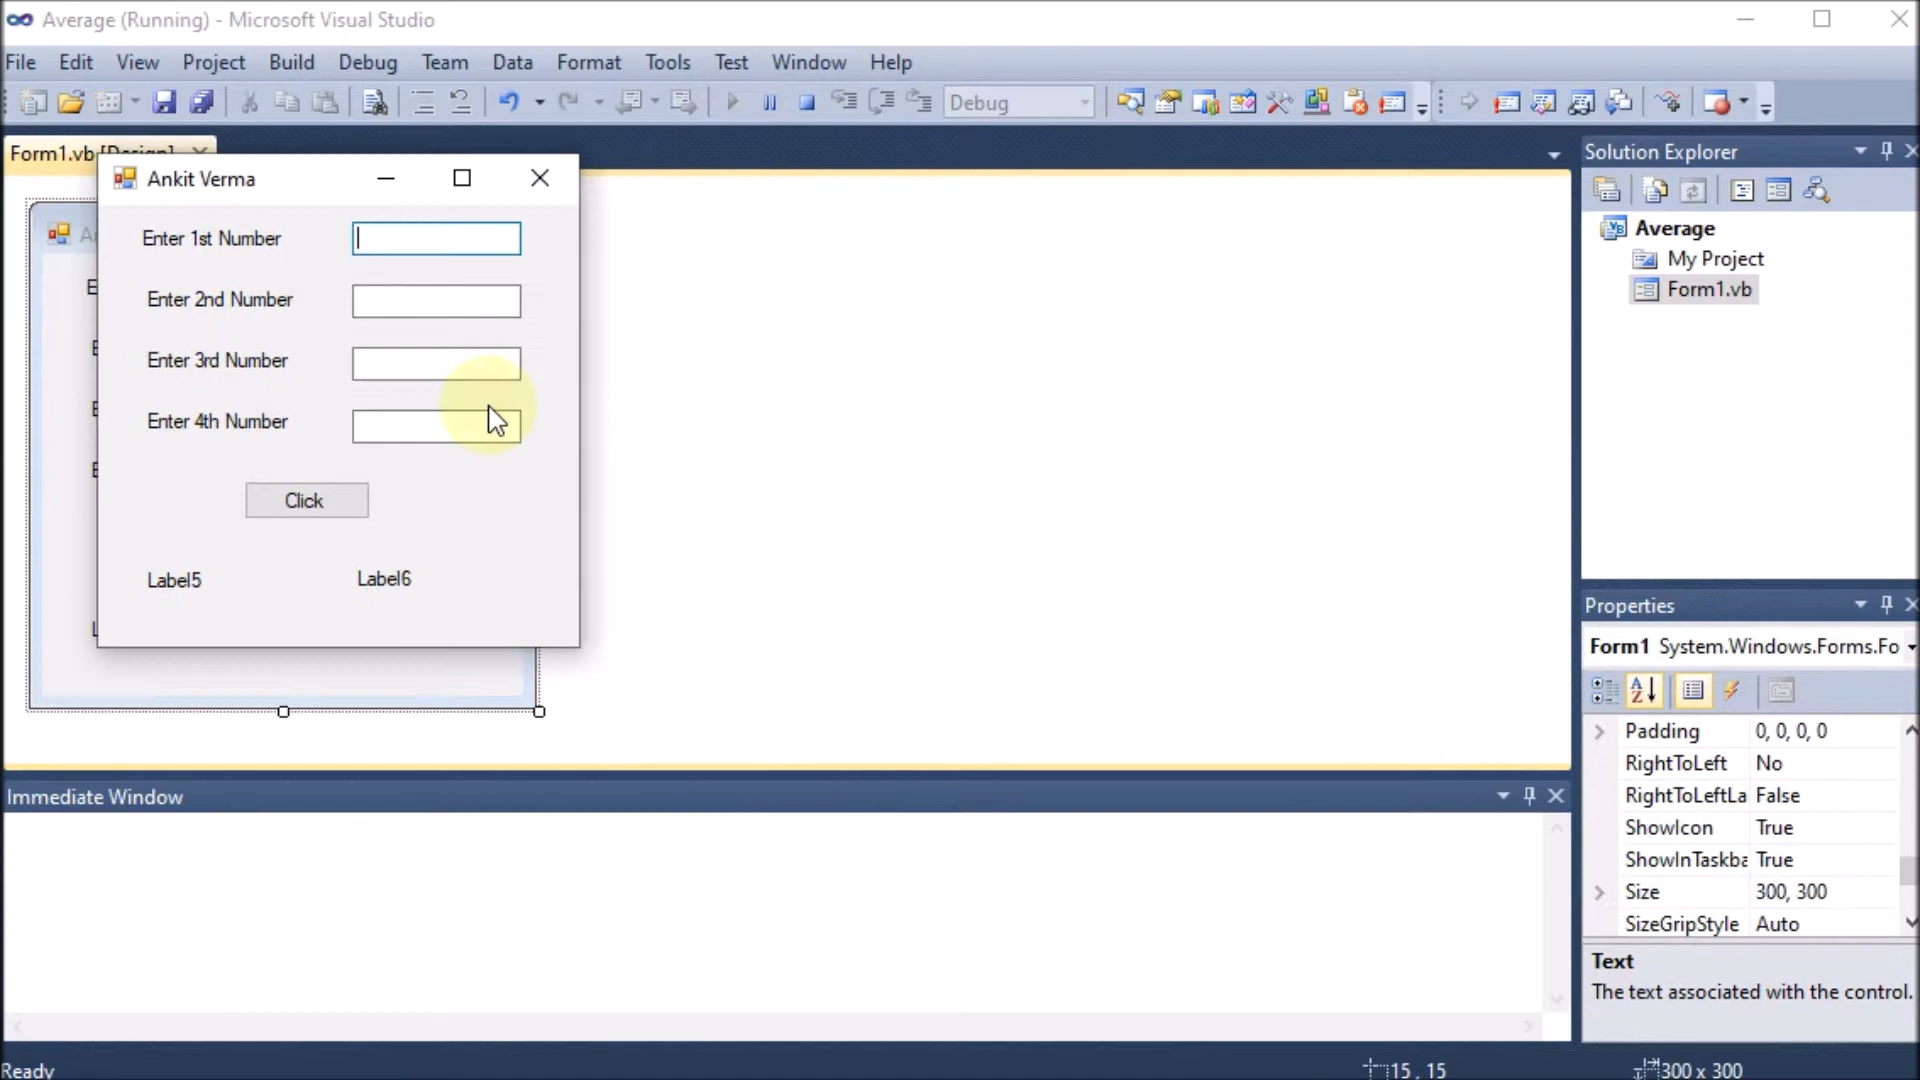 Average (Running) - Microsoft Visual Studio
File Edit View Project Build Debug Team Data Format Tools Test Window Help
Debug
Form1.vb [Design]
Solution Explorer
Average
My Project
Form1.vb
Ankit Verma
Enter 1st Number
Enter 2nd Number
Enter 3rd Number
Enter 4th Number
Click
Label5 Label6
Properties
Form1 System.Windows.Forms.Fo
Padding 0, 0, 0, 0
RightToLeft No
RightToLeftLa False
ShowIcon True
ShowInTaskba True
Size 300, 300
SizeGripStyle Auto
Text
The text associated with the control.
Immediate Window
Ready 15 , 15 300 x 300